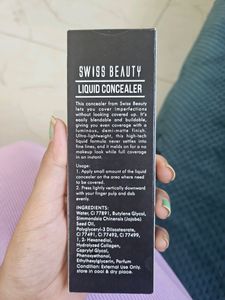 SWISS BEAUTY
LIQUID CONCEALER
This concealer from Swiss Beauty
lets you cover imperfections
without looking covered up. It's
easily blendable and buildable,
giving you even coverage with a
luminous, demi-matte finish.
Ultra-lightweight, this high-tech
liquid formula never settles into
fine lines, and it melds on for a no
makeup look while full coverage
in an instant.
Usage:
1. Apply small amount of the liquid
concealer on the area where need
to be covered.
2. Press lightly vertically downward
with your finger pulp and dab
evenly.
INGREDIENTS:
Water, CI 77891, Butylene Glycol,
Simmondsia Chinensis (Jojoba)
Seed Oil,
Polyglyceryl-3 Diisostearate,
CI 77491, CI 77492, CI 77499,
1, 2- Hexanediol,
Hydrolyzed Collagen,
Caprylyl Glycol,
Phenoxyethanol,
Ethylhexylglycerin, Parfum
Condition: External Use Only.
store in cool & dry place.